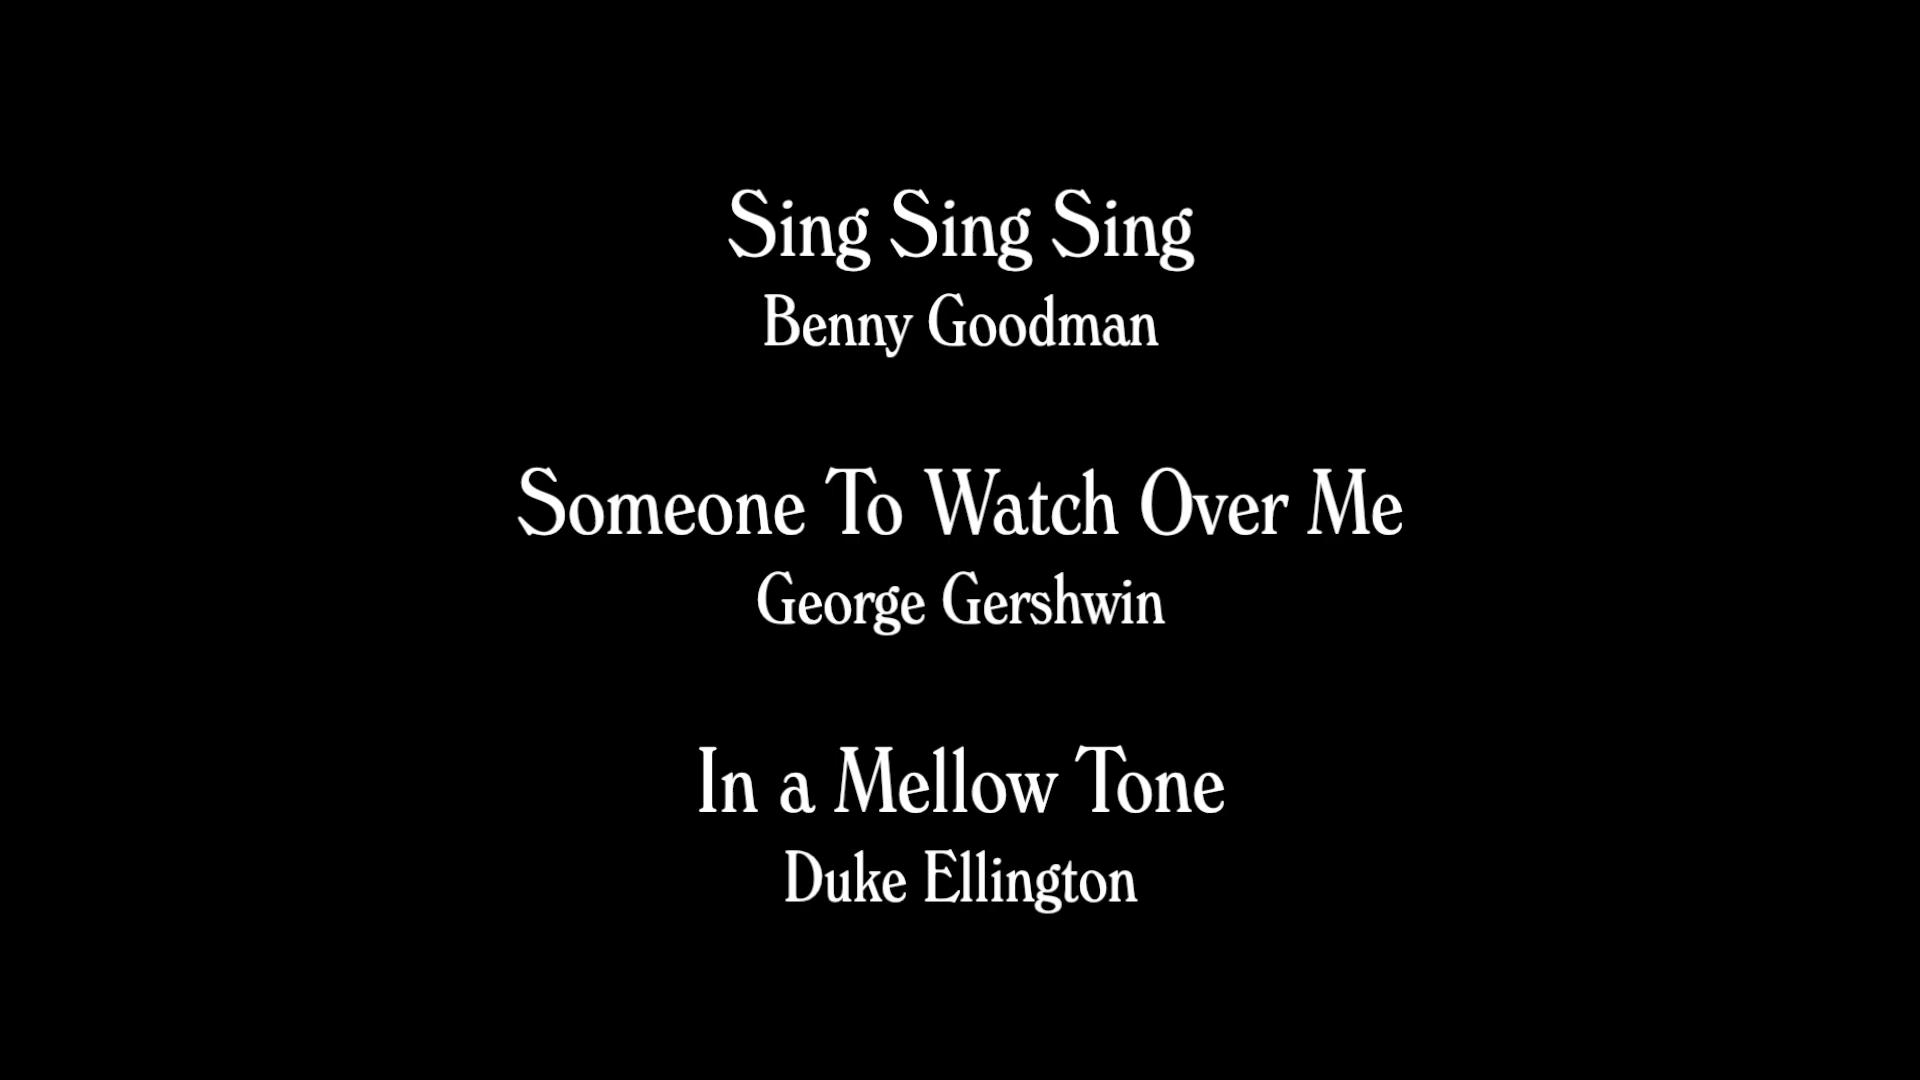 Sing Sing Sing
Benny Goodman
Someone To Watch Over Me
George Gershwin
In a Mellow Tone
Duke Ellington